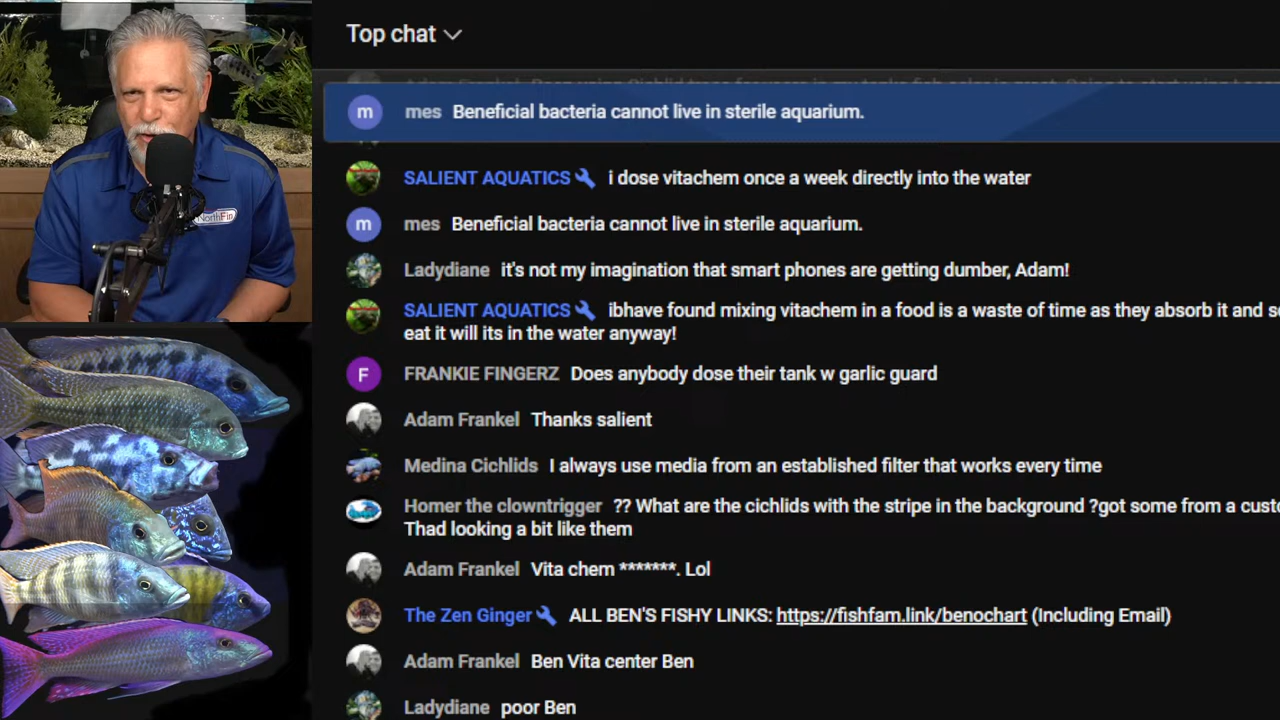 Top chat
m mes Beneficial bacteria cannot live in sterile aquarium.
SALIENT AQUATICS i dose vitachem once a week directly into the water
m mes Beneficial bacteria cannot live in sterile aquarium.
Ladydiane it's not my imagination that smart phones are getting dumber, Adam!
SALIENT AQUATICS ibhave found mixing vitachem in a food is a waste of time as they absorb it and
eat it will its in the water anyway!
F FRANKIE FINGERZ Does anybody dose their tank w garlic guard
Adam Frankel Thanks salient
Medina Cichlids I always use media from an established filter that works every time
Homer the clowntrigger ?? What are the cichlids with the stripe in the background ?got some from a
Thad looking a bit like them
Adam Frankel Vita chem *******. Lol
The Zen Ginger ALL BEN'S FISHY LINKS: https://fishfam.link/benochart (Including Email)
Adam Frankel Ben Vita center Ben
Ladydiane poor Ben
NorthFin